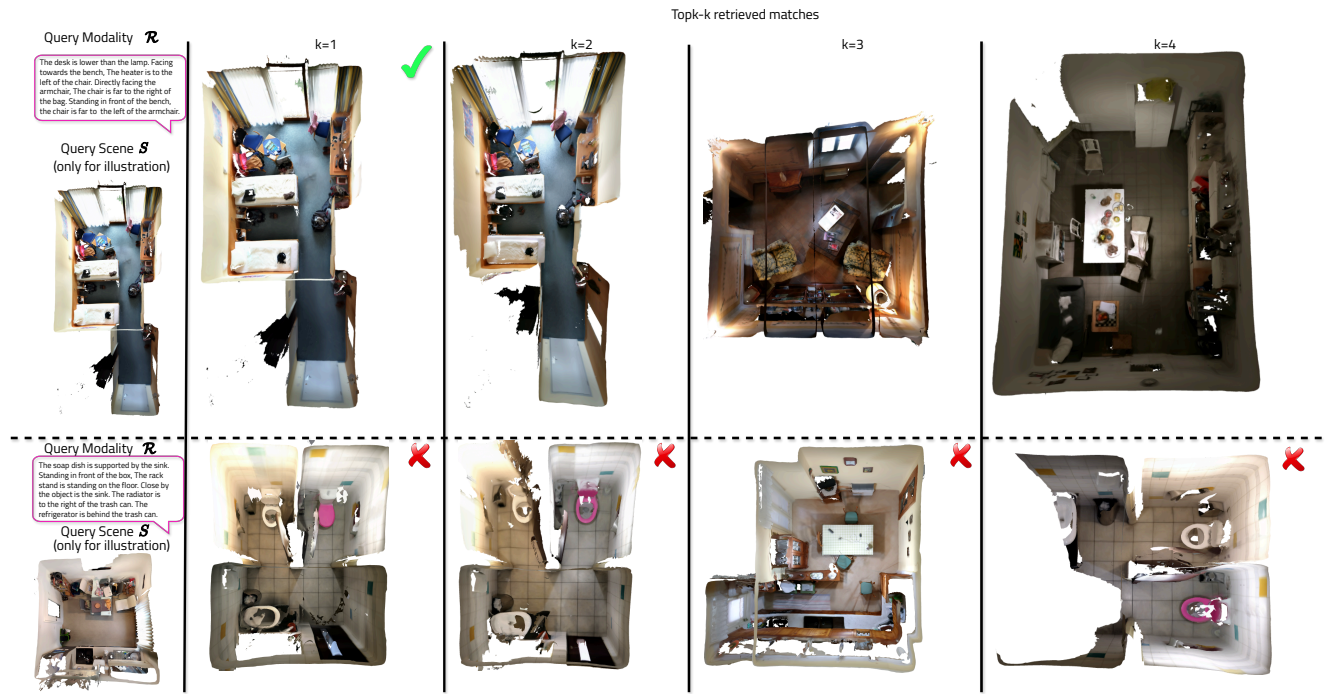 Topk-k retrieved matches
Query Modality 𝓡
k=1
k=2
k=3
k=4
The desk is lower than the lamp. Facing
towards the bench, The heater is to the
left of the chair. Directly facing the
armchair, The chair is far to the right of
the bag. Standing in front of the bench,
the chair is far to the left of the armchair.
Query Scene 𝓢
(only for illustration)
Query Modality 𝓡
The soap dish is supported by the sink.
Standing in front of the box, The rack
stand is standing on the floor. Close by
the object is the sink. The radiator is
to the right of the trash can. The
refrigerator is behind the trash can.
Query Scene 𝓢
(only for illustration)